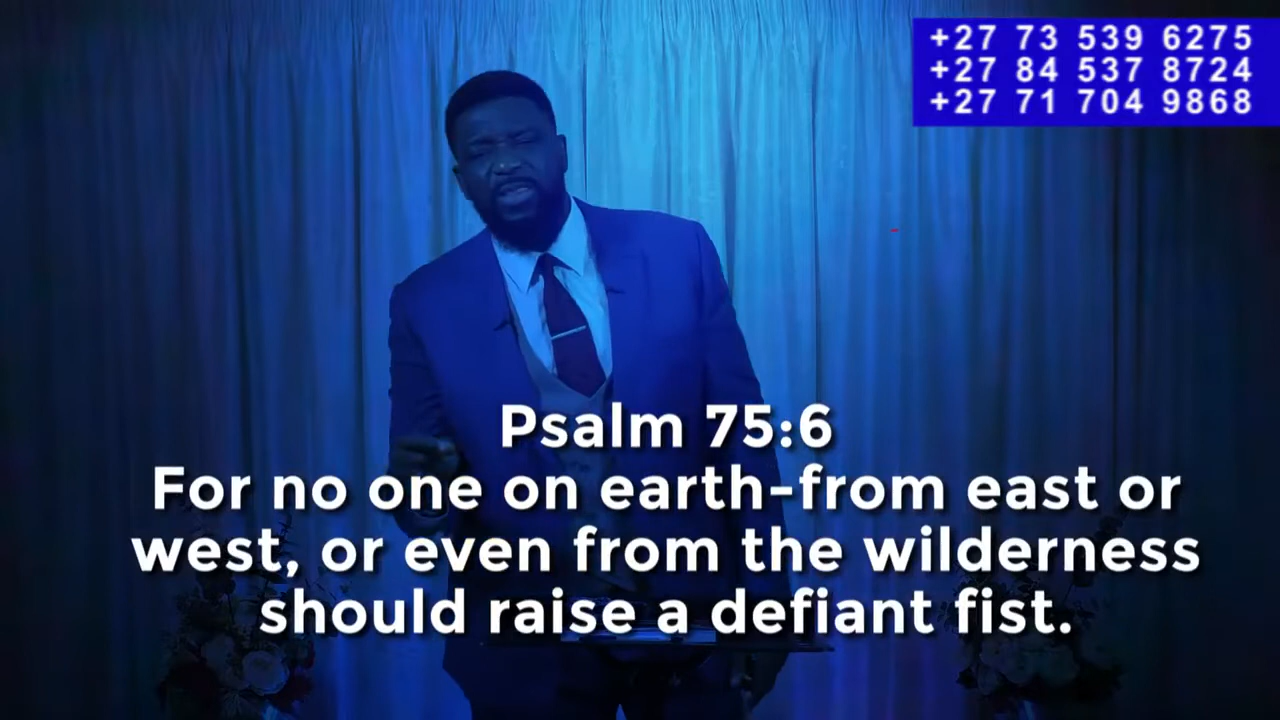 +27 73 539 6275
+27 84 537 8724
+27 71 704 9868
Psalm 75:6
For no one on earth-from east or
west, or even from the wilderness
should raise a defiant fist.